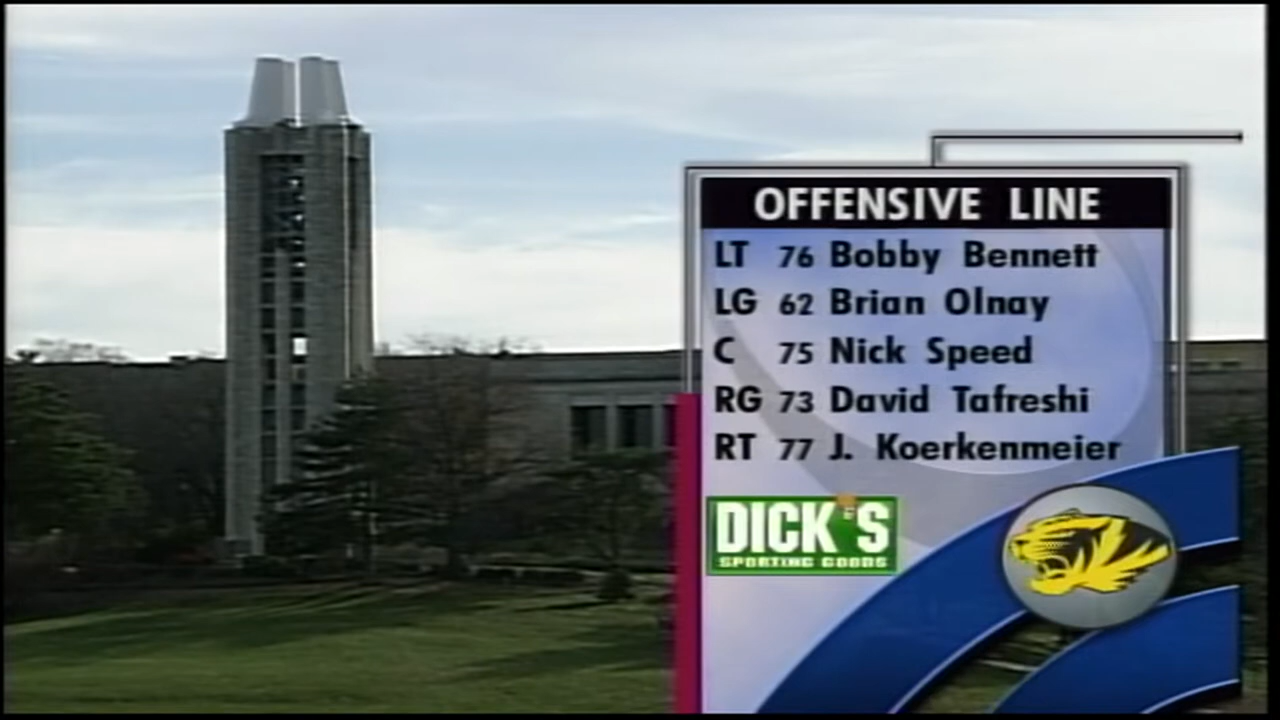 OFFENSIVE LINE
LT 76 Bobby Bennett
LG 62 Brian Olnay
C 75 Nick Speed
RG 73 David Tafreshi
RT 77 J. Koerkenmeier
DICK'S
SPORTING GOODS